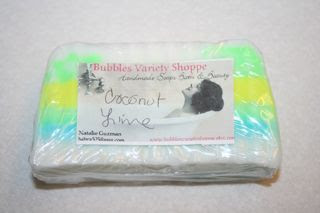 Bubbles Variety Shoppe
Handmade Soaps Bath & Beauty
Coconut
Lime
Natalie Guzman